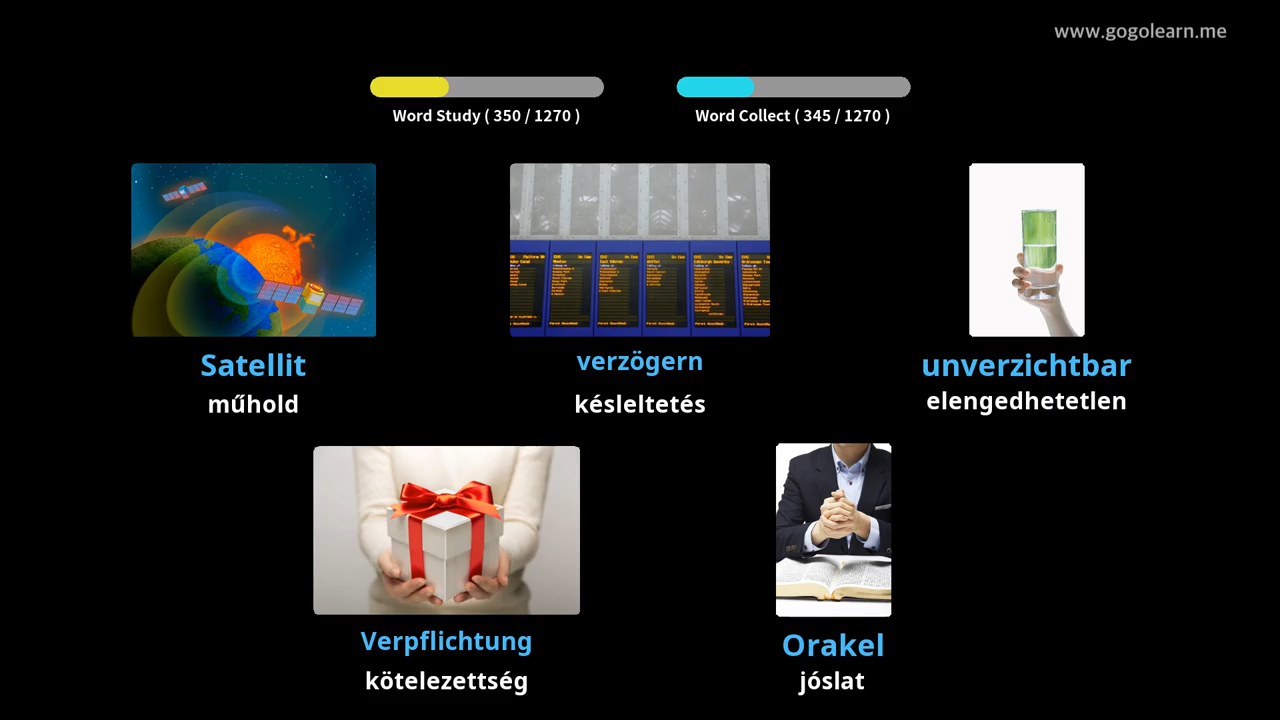 www.gogolearn.me
Word Study ( 350 / 1270 )
Word Collect ( 345 / 1270 )
Satellit
műhold
verzögern
késleltetés
unverzichtbar
elengedhetetlen
Verpflichtung
kötelezettség
Orakel
jóslat